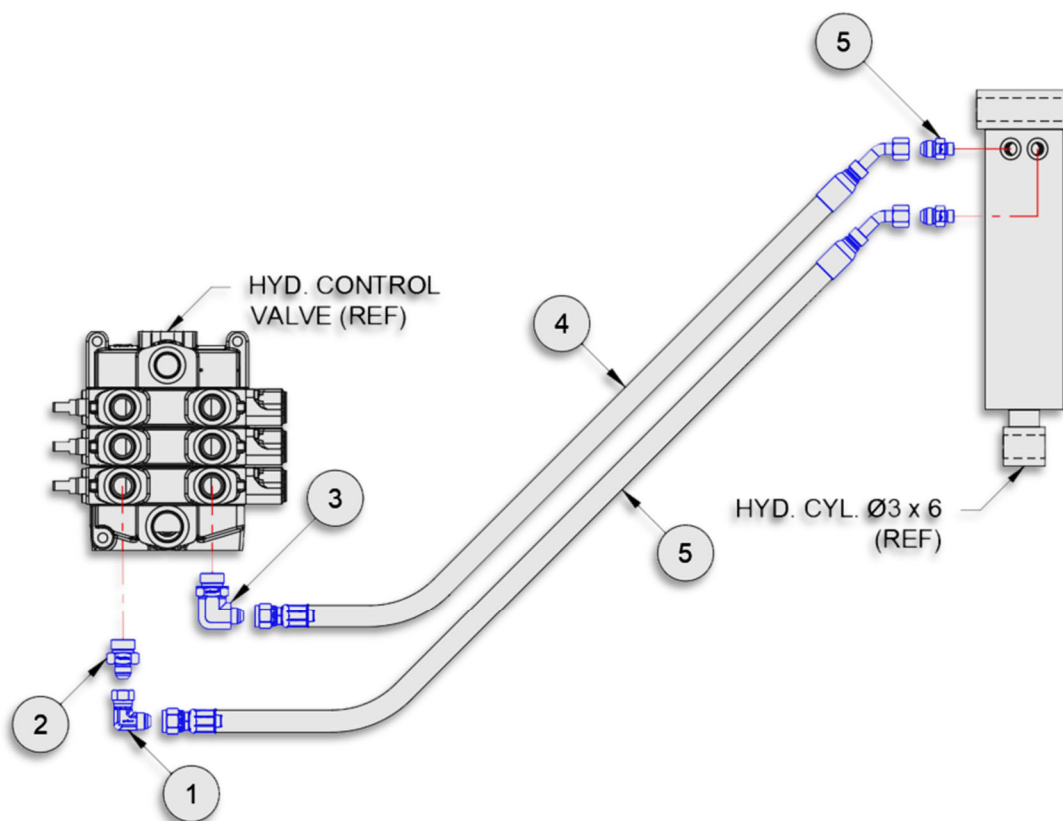 5
HYD. CONTROL
VALVE (REF)
4
3
HYD. CYL. Ø3 x 6
(REF)
5
2
1